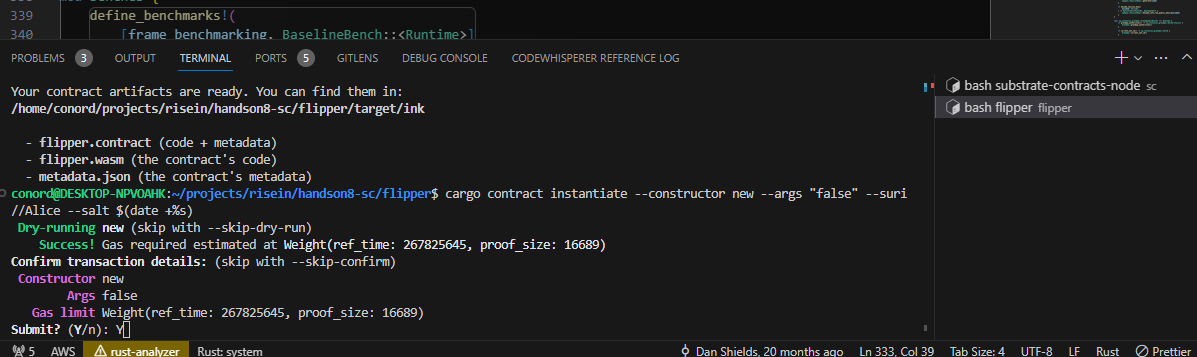 339 define_benchmarks!(
340 [frame_benchmarking, BaselineBench::<Runtime>]
PROBLEMS 3 OUTPUT TERMINAL PORTS 5 GITLENS DEBUG CONSOLE CODEWHISPERER REFERENCE LOG
Your contract artifacts are ready. You can find them in:
/home/conord/projects/risein/handson8-sc/flipper/target/ink
- flipper.contract (code + metadata)
- flipper.wasm (the contract's code)
- metadata.json (the contract's metadata)
conord@DESKTOP-NPVOAHK:~/projects/risein/handson8-sc/flipper$ cargo contract instantiate --constructor new --args "false" --suri
//Alice --salt $(date +%s)
Dry-running new (skip with --skip-dry-run)
Success! Gas required estimated at Weight(ref_time: 267825645, proof_size: 16689)
Confirm transaction details: (skip with --skip-confirm)
Constructor new
Args false
Gas limit Weight(ref_time: 267825645, proof_size: 16689)
Submit? (Y/n): Y
bash substrate-contracts-node sc
bash flipper flipper
5 AWS rust-analyzer Rust: system Dan Shields, 20 months ago Ln 333, Col 39 Tab Size: 4 UTF-8 LF Rust Prettier